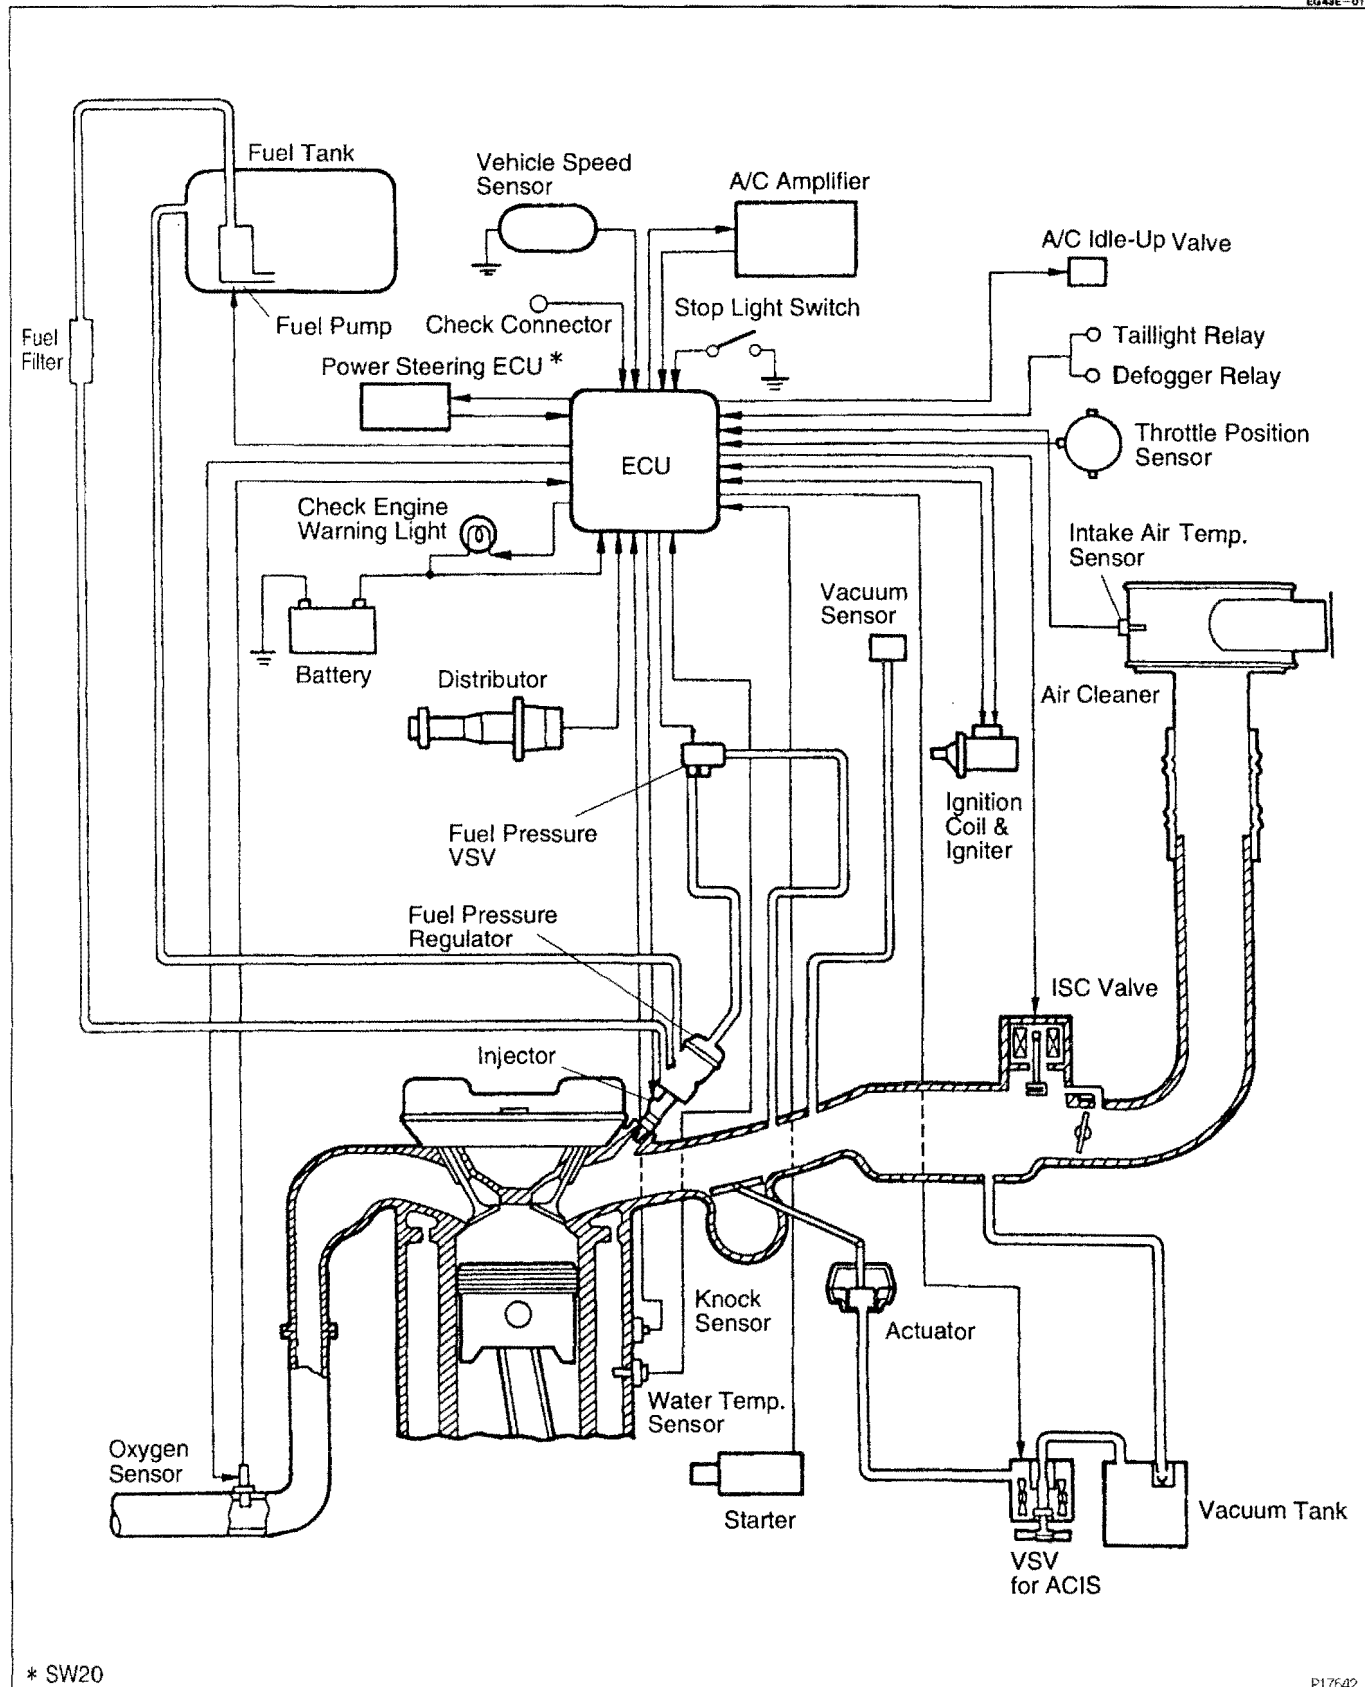 EG43E-01
Fuel Tank
Vehicle Speed
Sensor
A/C Amplifier
A/C Idle-Up Valve
Fuel Pump
Check Connector
Stop Light Switch
Fuel
Filter
Taillight Relay
Power Steering ECU *
Defogger Relay
Throttle Position
Sensor
ECU
Check Engine
Warning Light
Intake Air Temp.
Sensor
Vacuum
Sensor
Battery
Distributor
Air Cleaner
Ignition
Coil &
Igniter
Fuel Pressure
VSV
Fuel Pressure
Regulator
ISC Valve
Injector
Knock
Sensor
Actuator
Water Temp.
Sensor
Oxygen
Sensor
Starter
Vacuum Tank
VSV
for ACIS
* SW20
P17642